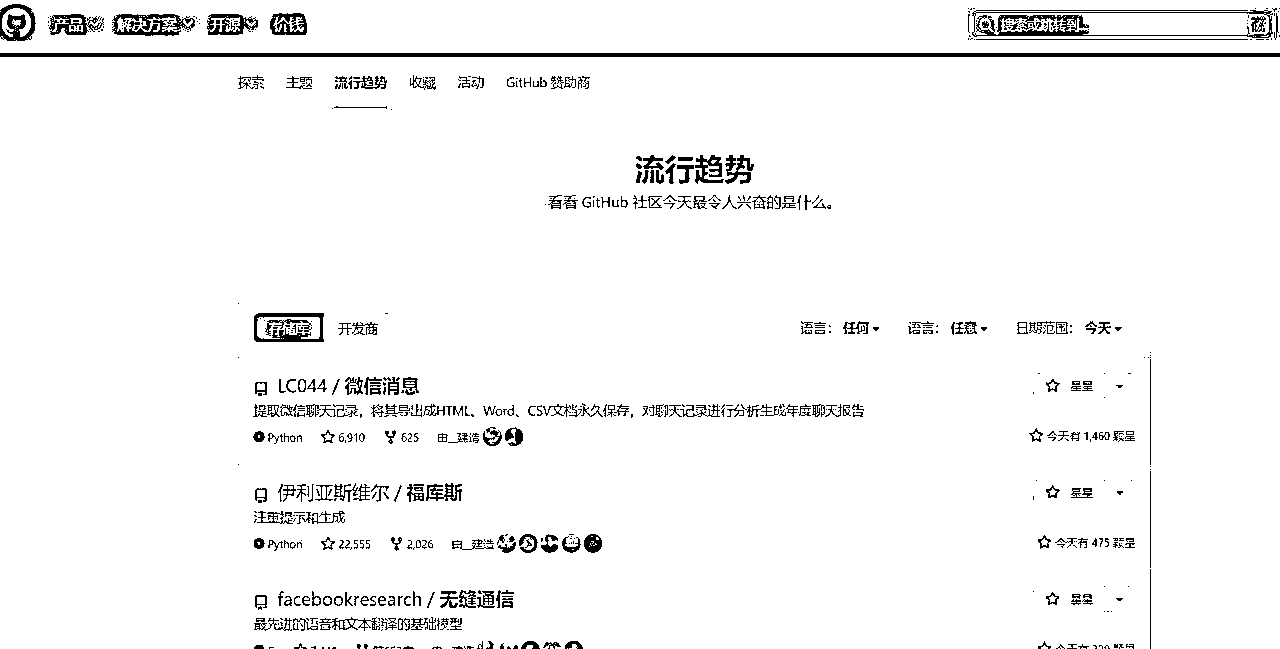 产品 解决方案 开源 价钱 搜索或跳转到...
探索 主题 流行趋势 收藏 活动 GitHub 赞助商
流行趋势
看看 GitHub 社区今天最令人兴奋的是什么。
存储库 开发商 语言： 任何 语言： 任意 日期范围： 今天
LC044 / 微信消息 星星
提取微信聊天记录，将其导出成HTML、Word、CSV文档永久保存，对聊天记录进行分析生成年度聊天报告
Python 6,910 625 由__建造 今天有 1,460 颗星
伊利亚斯维尔 / 福库斯 星星
注重提示和生成
Python 22,555 2,026 由__建造 今天有 475 颗星
facebookresearch / 无缝通信 星星
最先进的语音和文本翻译的基础模型